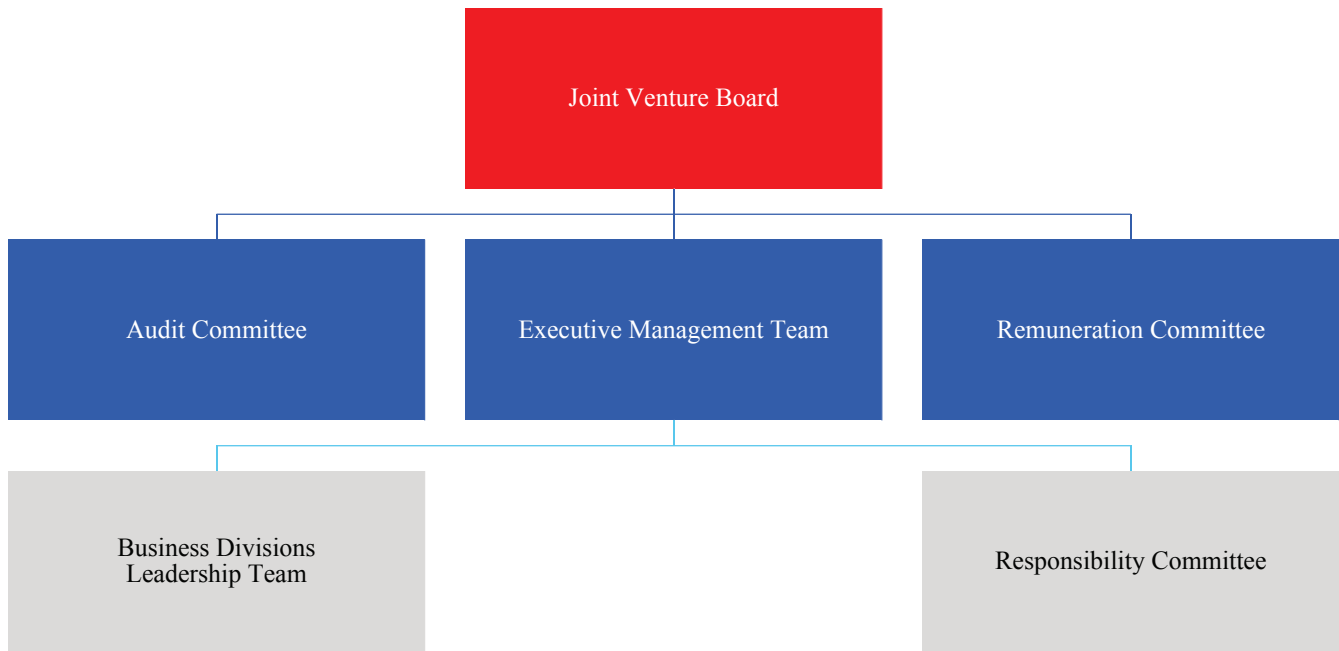 Joint Venture Board
Audit Committee
Executive Management Team
Remuneration Committee
Business Divisions
Leadership Team
Responsibility Committee